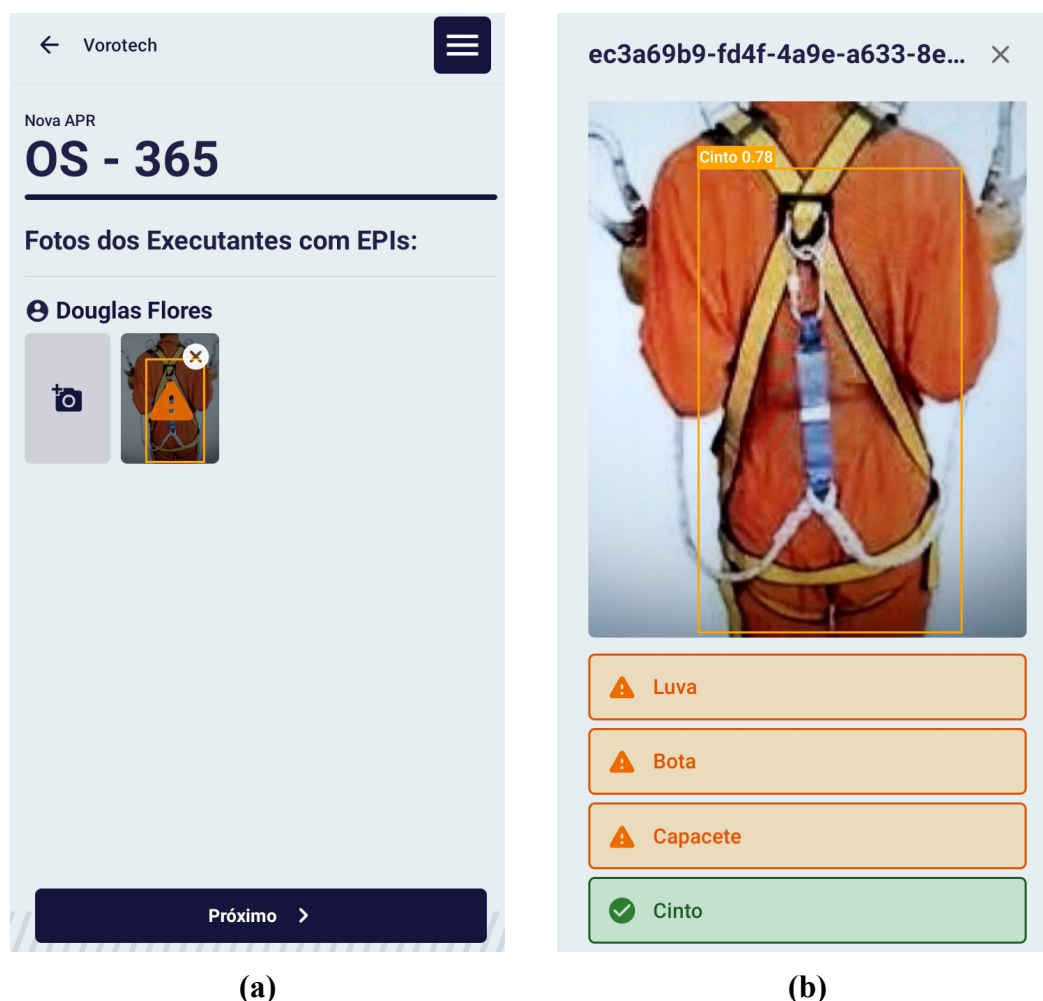 Vorotech
Nova APR
OS - 365
Fotos dos Executantes com EPIs:
Douglas Flores
Próximo
(a)
ec3a69b9-fd4f-4a9e-a633-8e...
Cinto 0.78
Luva
Bota
Capacete
Cinto
(b)